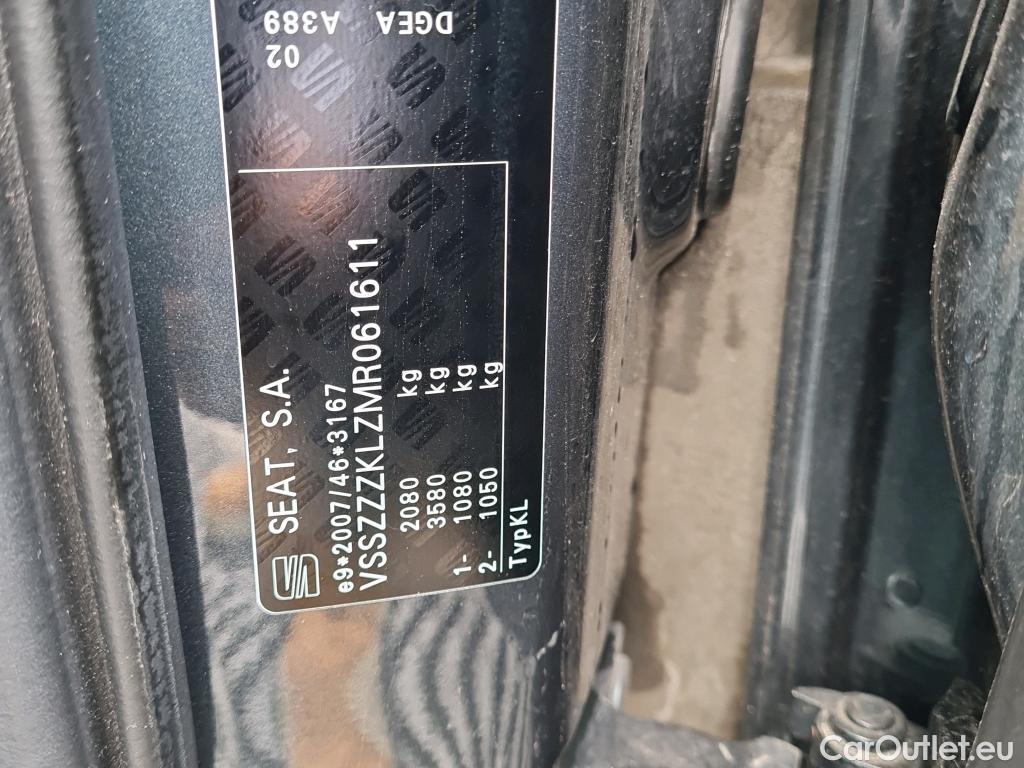 SEAT, S.A.
e9*2007/46*3167
VSSZZZKLZMR061611
2080 kg
3580 kg
1- 1080 kg
2- 1050 kg
TypKL
02
A389
DGEA
CarOutlet.eu